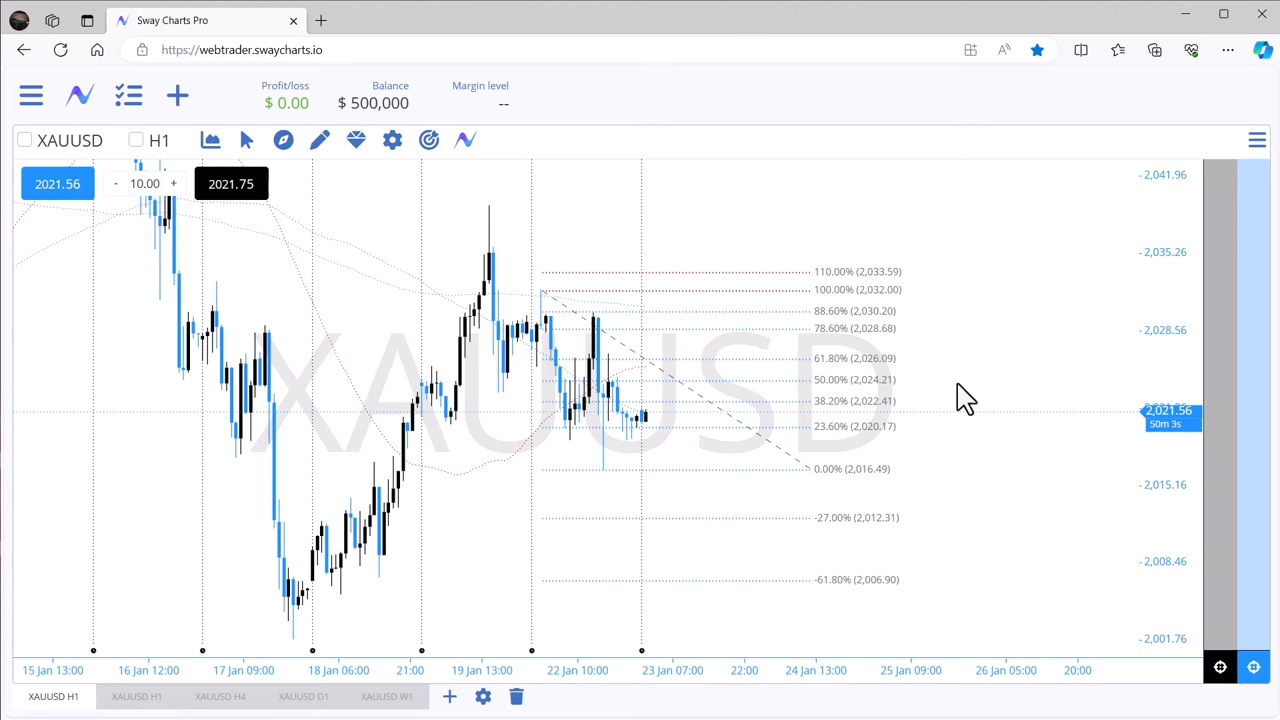 Sway Charts Pro
https://webtrader.swaycharts.io
Profit/loss
$ 0.00
Balance
$ 500,000
Margin level
--
XAUUSD
H1
2021.56
- 10.00 +
2021.75
XAUUSD
110.00% (2,033.59)
100.00% (2,032.00)
88.60% (2,030.20)
78.60% (2,028.68)
61.80% (2,026.09)
50.00% (2,024.21)
38.20% (2,022.41)
23.60% (2,020.17)
0.00% (2,016.49)
-27.00% (2,012.31)
-61.80% (2,006.90)
2,041.96
2,035.26
2,028.56
2,021.56
50m 3s
2,015.16
2,008.46
2,001.76
15 Jan 13:00 16 Jan 12:00 17 Jan 09:00 18 Jan 06:00 21:00 19 Jan 13:00 22 Jan 10:00 23 Jan 07:00 22:00 24 Jan 13:00 25 Jan 09:00 26 Jan 05:00 20:00
XAUUSD H1 XAUUSD H1 XAUUSD H4 XAUUSD D1 XAUUSD W1